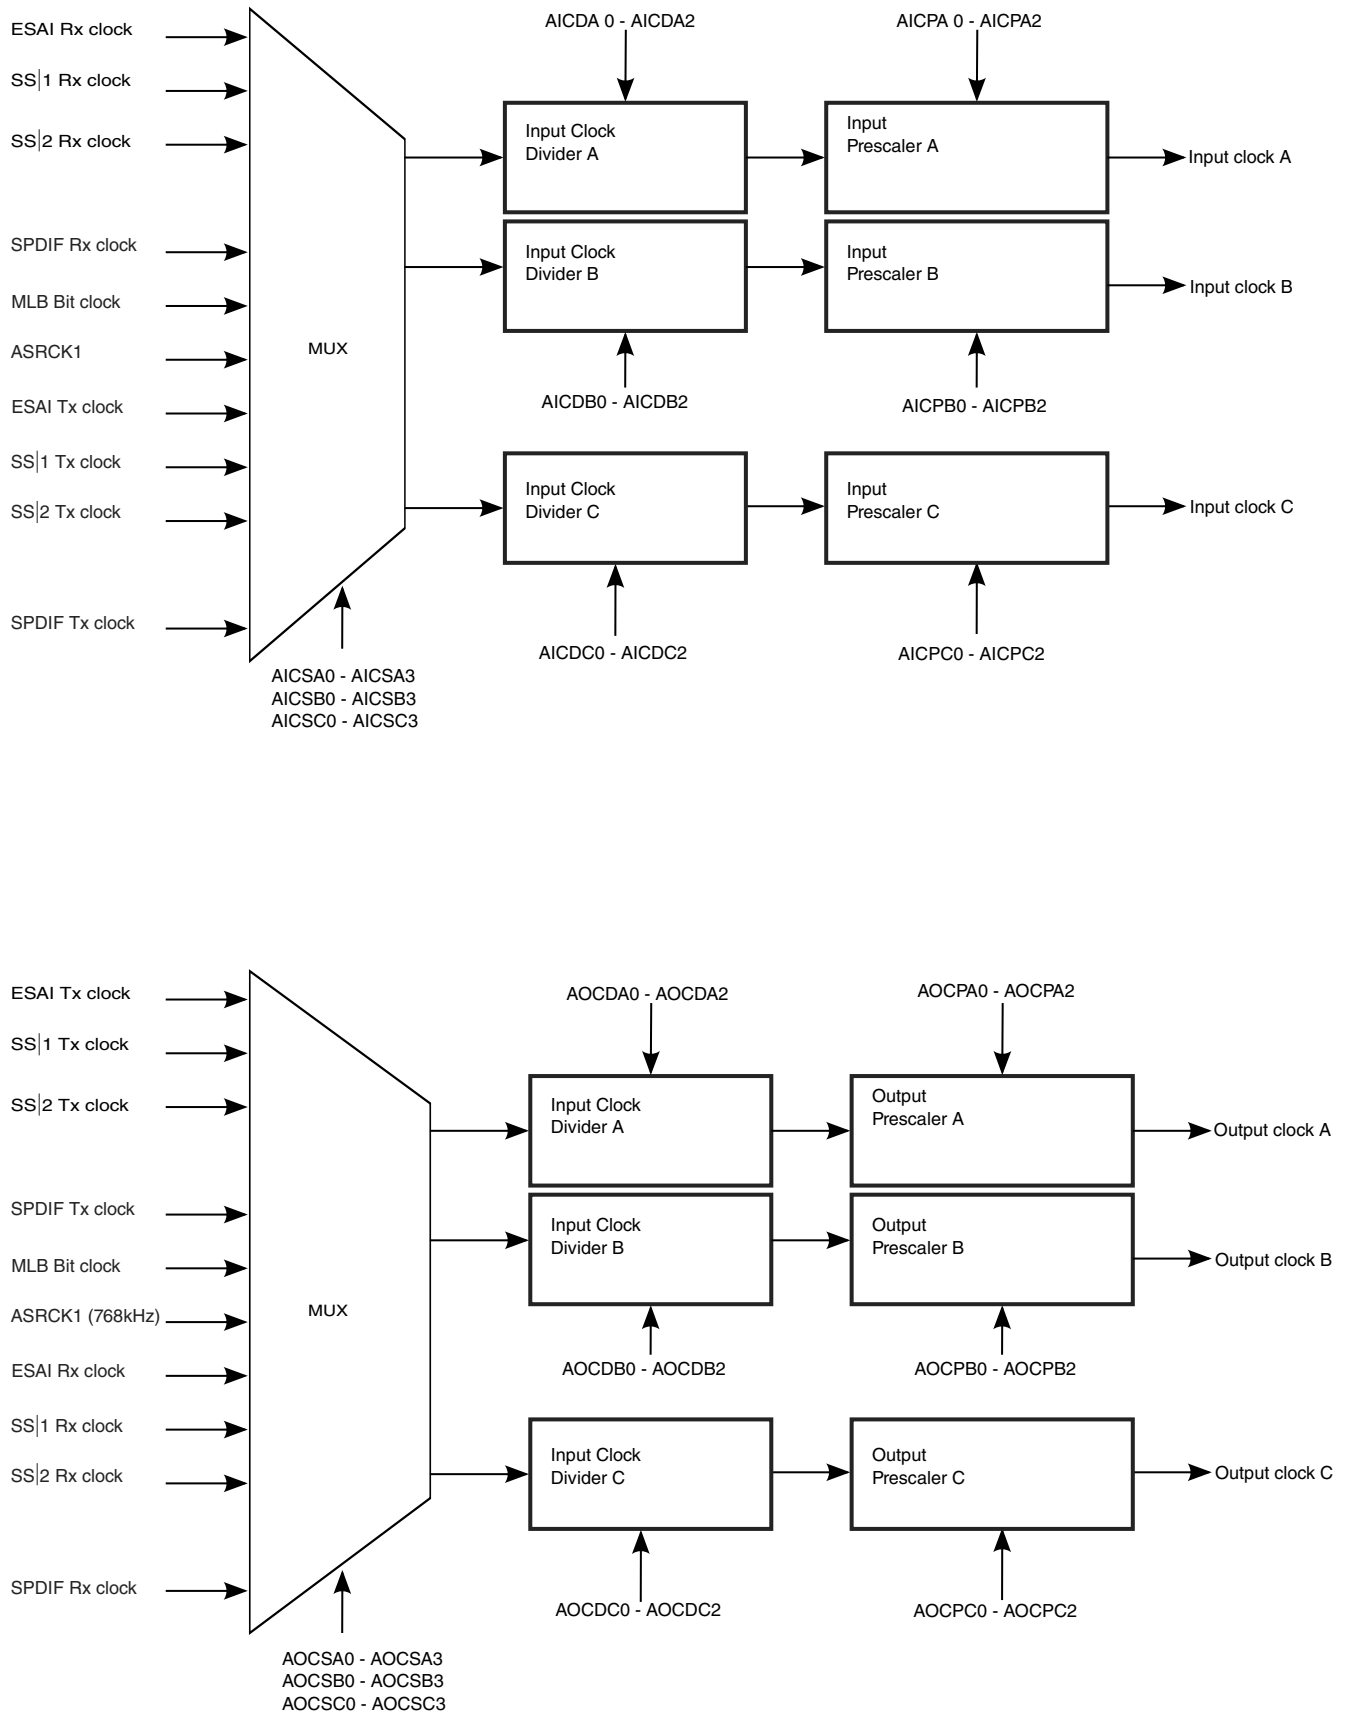 ESAI Rx clock
SS|1 Rx clock
SS|2 Rx clock
SPDIF Rx clock
MLB Bit clock
ASRCK1
ESAI Tx clock
SS|1 Tx clock
SS|2 Tx clock
SPDIF Tx clock
MUX
AICSA0 - AICSA3
AICSB0 - AICSB3
AICSC0 - AICSC3
AICDA 0 - AICDA2
AICPA 0 - AICPA2
Input Clock
Divider A
Input
Prescaler A
Input clock A
Input Clock
Divider B
Input
Prescaler B
Input clock B
AICDB0 - AICDB2
AICPB0 - AICPB2
Input Clock
Divider C
Input
Prescaler C
Input clock C
AICDC0 - AICDC2
AICPC0 - AICPC2
ESAI Tx clock
SS|1 Tx clock
SS|2 Tx clock
SPDIF Tx clock
MLB Bit clock
ASRCK1 (768kHz)
ESAI Rx clock
SS|1 Rx clock
SS|2 Rx clock
SPDIF Rx clock
MUX
AOCSA0 - AOCSA3
AOCSB0 - AOCSB3
AOCSC0 - AOCSC3
AOCDA0 - AOCDA2
AOCPA0 - AOCPA2
Input Clock
Divider A
Output
Prescaler A
Output clock A
Input Clock
Divider B
Output
Prescaler B
Output clock B
AOCDB0 - AOCDB2
AOCPB0 - AOCPB2
Input Clock
Divider C
Output
Prescaler C
Output clock C
AOCDC0 - AOCDC2
AOCPC0 - AOCPC2